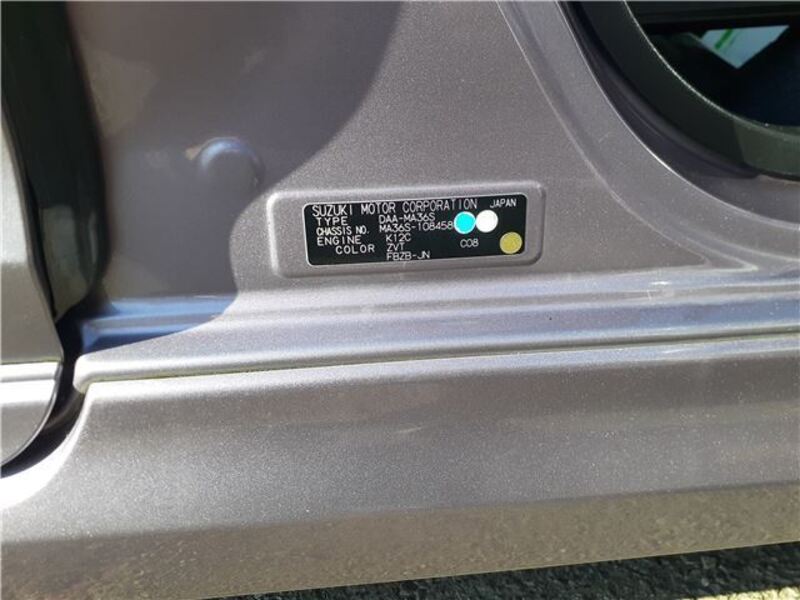 SUZUKI MOTOR CORPORATION JAPAN
TYPE DAA-MA36S
CHASSIS NO. MA36S-108458
ENGINE K12C C08
COLOR ZVT
FBZB-JN